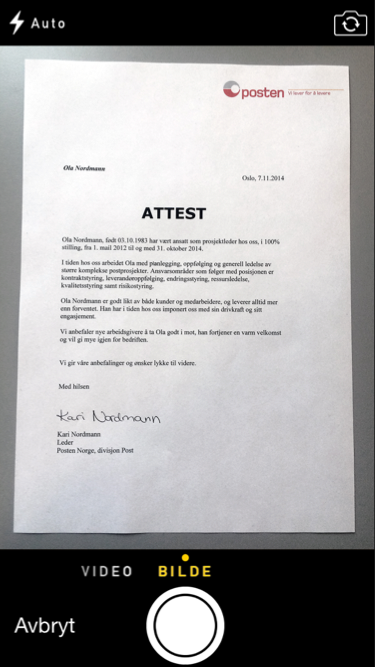 Auto
posten Vi lever for å levere
Ola Nordmann
Oslo, 7.11.2014
ATTEST
Ola Nordmann, født 03.10.1983 har vært ansatt som prosjektleder hos oss, i 100%
stilling, fra 1. mail 2012 til og med 31. oktober 2014.
I tiden hos oss arbeidet Ola med planlegging, oppfølging og generell ledelse av
større komplekse postprosjekter. Ansvarsområder som følger med posisjonen er
kontraktstyring, leverandøroppfølging, endringsstyring, ressursledelse,
kvalitetsstyring samt risikostyring.
Ola Nordmann er godt likt av både kunder og medarbeidere, og leverer alltid mer
enn forventet. Han har i tiden hos oss imponert oss med sin drivkraft og sitt
engasjement.
Vi anbefaler nye arbeidsgivere å ta Ola godt i mot, han fortjener en varm velkomst
og vil gi mye igjen for bedriften.
Vi gir våre anbefalinger og ønsker lykke til videre.
Med hilsen
Kari Nordmann
Kari Nordmann
Leder
Posten Norge, divisjon Post
VIDEO BILDE
Avbryt